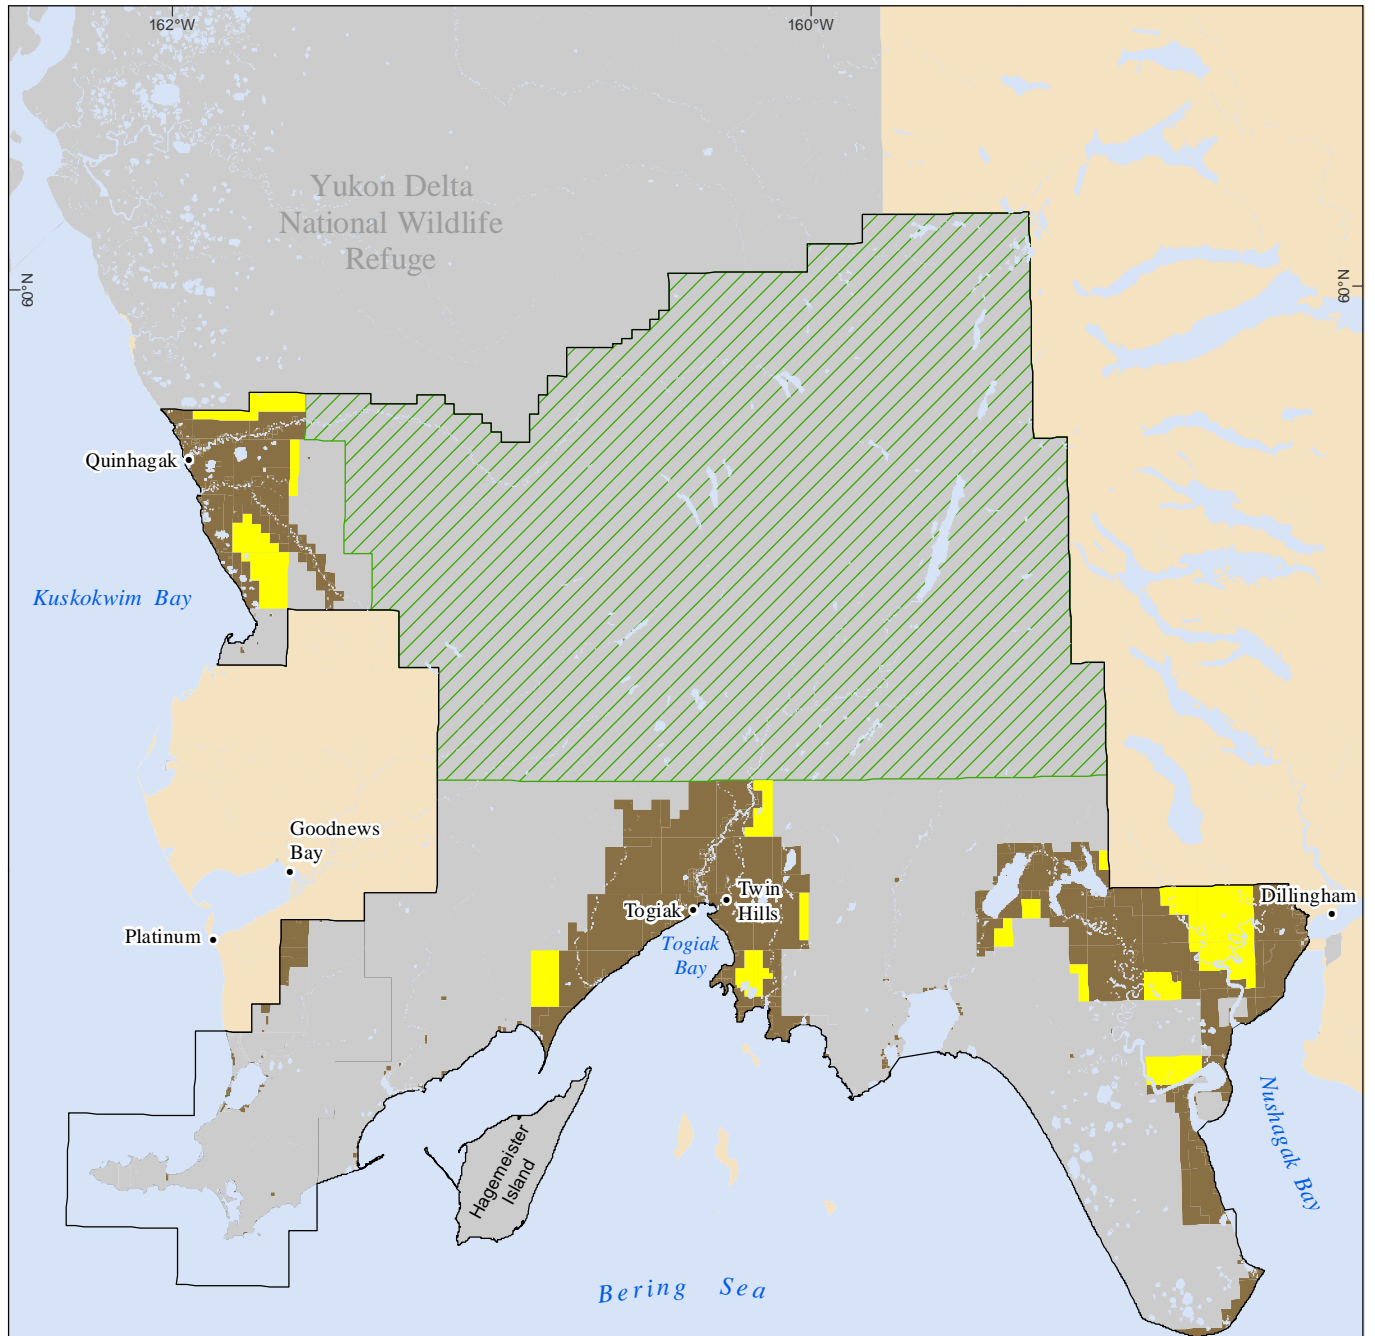 162°W
160°W
Yukon Delta
National Wildlife
Refuge
60°N
60°N
Quinhagak
Kuskokwim Bay
Goodnews
Bay
Platinum
Togiak
Twin
Hills
Togiak
Bay
Dillingham
Nushagak Bay
Hagemeister
Island
Bering Sea